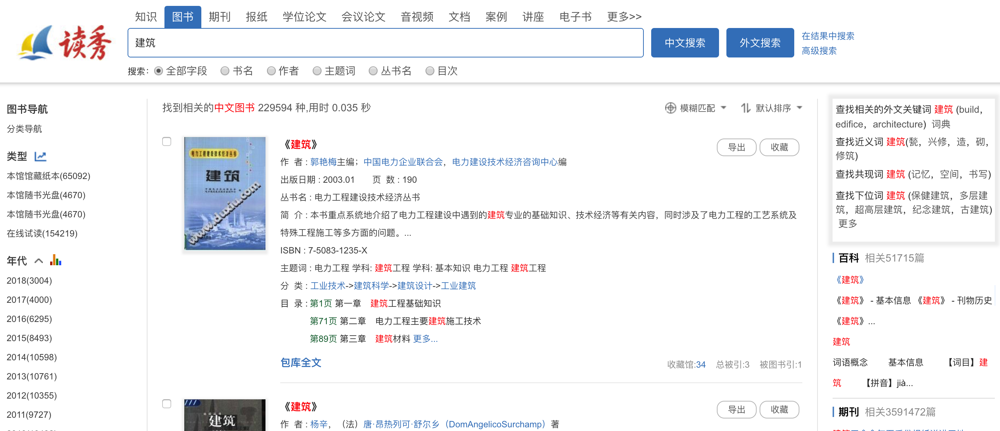 知识 图书 期刊 报纸 学位论文 会议论文 音视频 文档 案例 讲座 电子书 更多>>
读秀
建筑
中文搜索 外文搜索
在结果中搜索
高级搜索
搜索: 全部字段 书名 作者 主题词 丛书名 目次
图书导航
分类导航
类型
本馆馆藏纸本(65092)
本馆随书光盘(4670)
本馆随书光盘(4670)
在线试读(154219)
年代
2018(3004)
2017(4000)
2016(6295)
2015(8493)
2014(10598)
2013(10761)
2012(10355)
2011(9727)
找到相关的中文图书 229594 种,用时 0.035 秒
模糊匹配 默认排序
电力工程建设技术经济丛书
建筑
www.duxiu.com
《建筑》
导出 收藏
作 者 : 郭艳梅主编；中国电力企业联合会，电力建设技术经济咨询中心编
出版日期 : 2003.01 页 数 : 190
丛书名 : 电力工程建设技术经济丛书
简 介 : 本书重点系统地介绍了电力工程建设中遇到的建筑专业的基础知识、技术经济等有关内容，同时涉及了电力工程的工艺系统及
特殊工程施工等多方面的问题。...
ISBN : 7-5083-1235-X
主题词 : 电力工程 学科: 建筑工程 学科: 基本知识 电力工程 建筑工程
分 类 : 工业技术->建筑科学->建筑设计->工业建筑
目 录 : 第1页 第一章 建筑工程基础知识
第71页 第二章 电力工程主要建筑施工技术
第89页 第三章 建筑材料 更多...
包库全文
收藏馆:34 总被引:3 被图书引:1
建筑
《建筑》
导出 收藏
作 者 : 杨辛，（法）唐·昂热列可·舒尔乡（DomAngelicoSurchamp）著
查找相关的外文关键词 建筑 (build，
edifice，architecture) 词典
查找近义词 建筑(甃，兴修，造，砌，
修筑)
查找共现词 建筑 (记忆，空间，书写)
查找下位词 建筑 (保健建筑，多层建
筑，超高层建筑，纪念建筑，古建筑)
更多
百科 相关51715篇
《建筑》
《建筑》 - 基本信息 《建筑》 - 刊物历史
《建筑》...
建筑
词语概念 基本信息 【词目】建
筑 【拼音】jià...
期刊 相关3591472篇